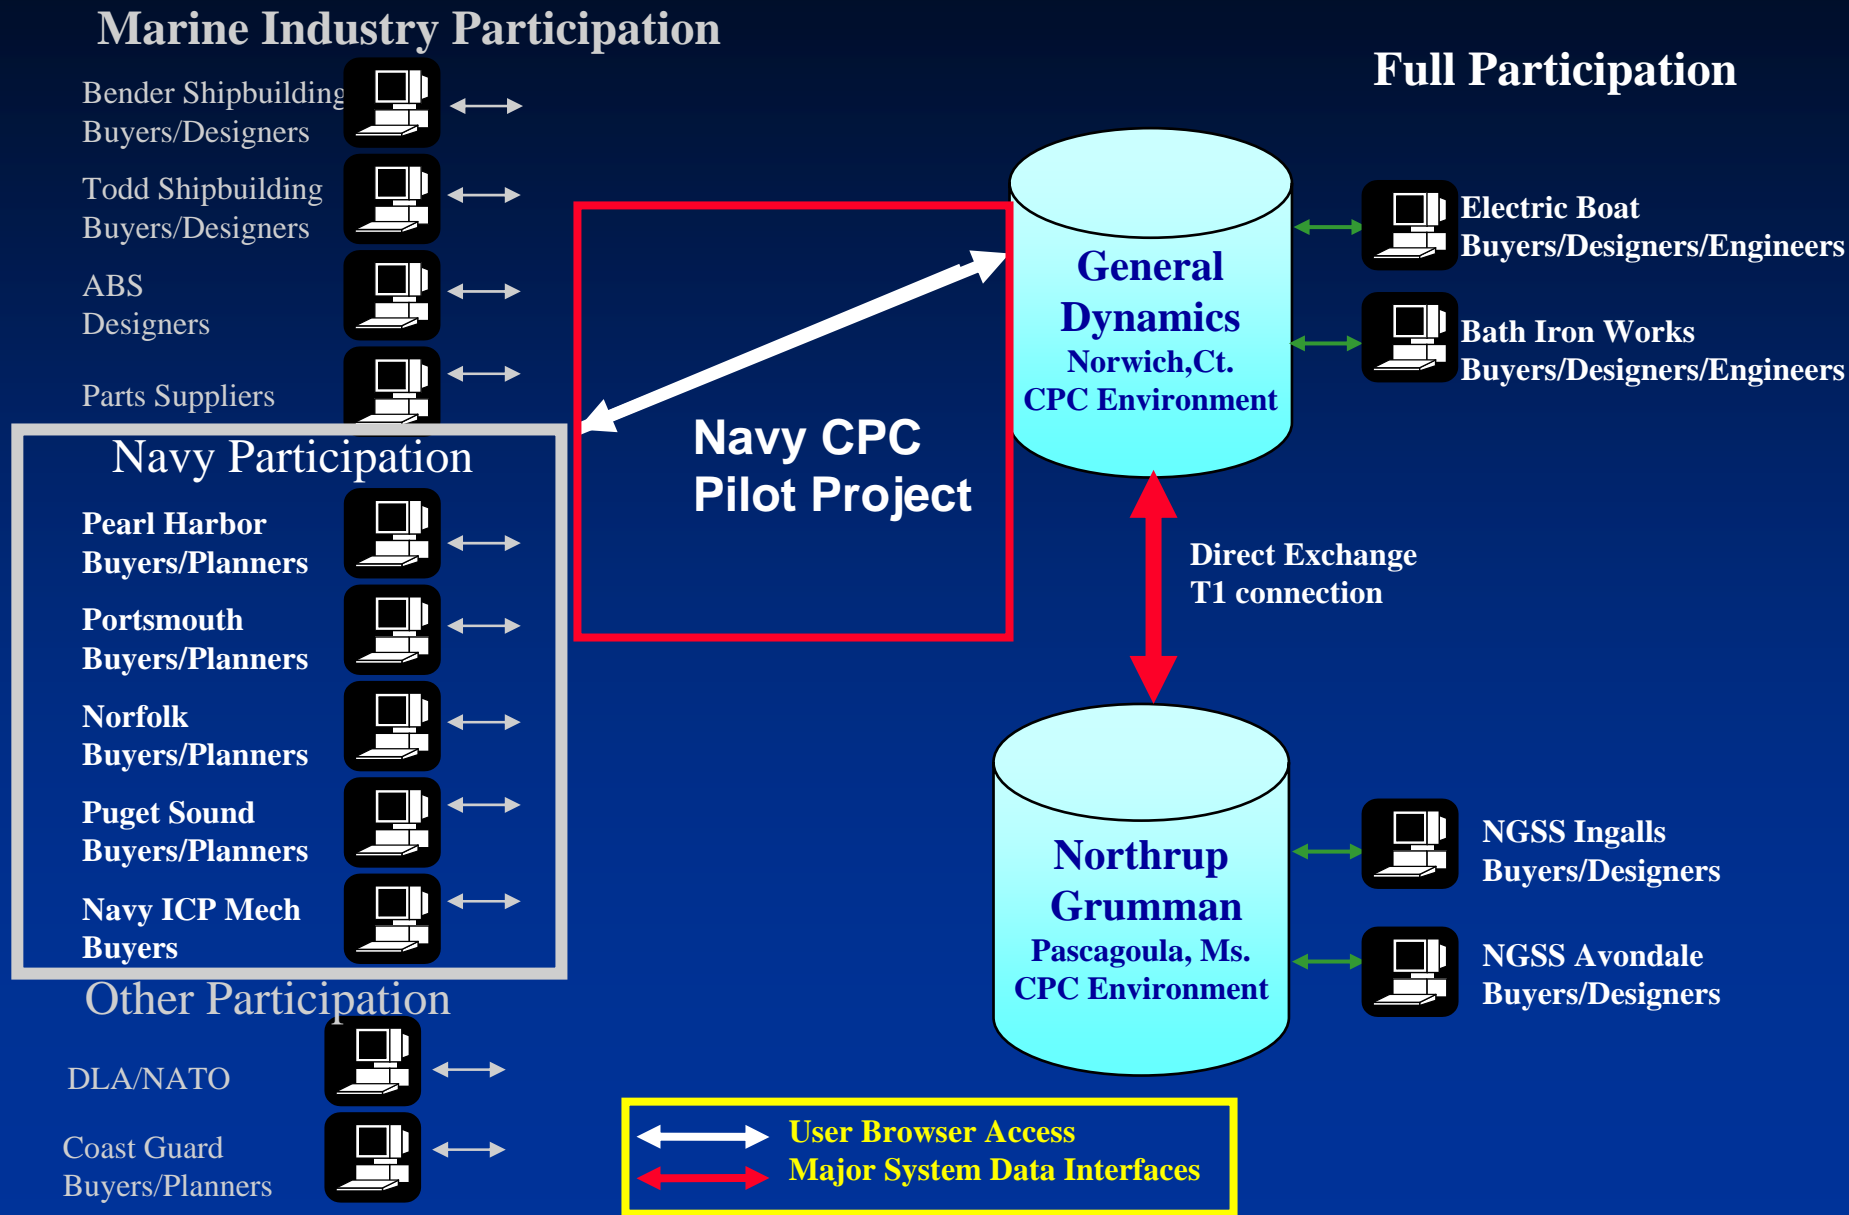 Marine Industry Participation
Bender Shipbuilding
Buyers/Designers
Todd Shipbuilding
Buyers/Designers
ABS
Designers
Parts Suppliers
Navy Participation
Pearl Harbor
Buyers/Planners
Portsmouth
Buyers/Planners
Norfolk
Buyers/Planners
Puget Sound
Buyers/Planners
Navy ICP Mech
Buyers
Other Participation
DLA/NATO
Coast Guard
Buyers/Planners
Navy CPC
Pilot Project
Full Participation
General
Dynamics
Norwich,Ct.
CPC Environment
Electric Boat
Buyers/Designers/Engineers
Bath Iron Works
Buyers/Designers/Engineers
Direct Exchange
T1 connection
Northrup
Grumman
Pascagoula, Ms.
CPC Environment
NGSS Ingalls
Buyers/Designers
NGSS Avondale
Buyers/Designers
User Browser Access
Major System Data Interfaces